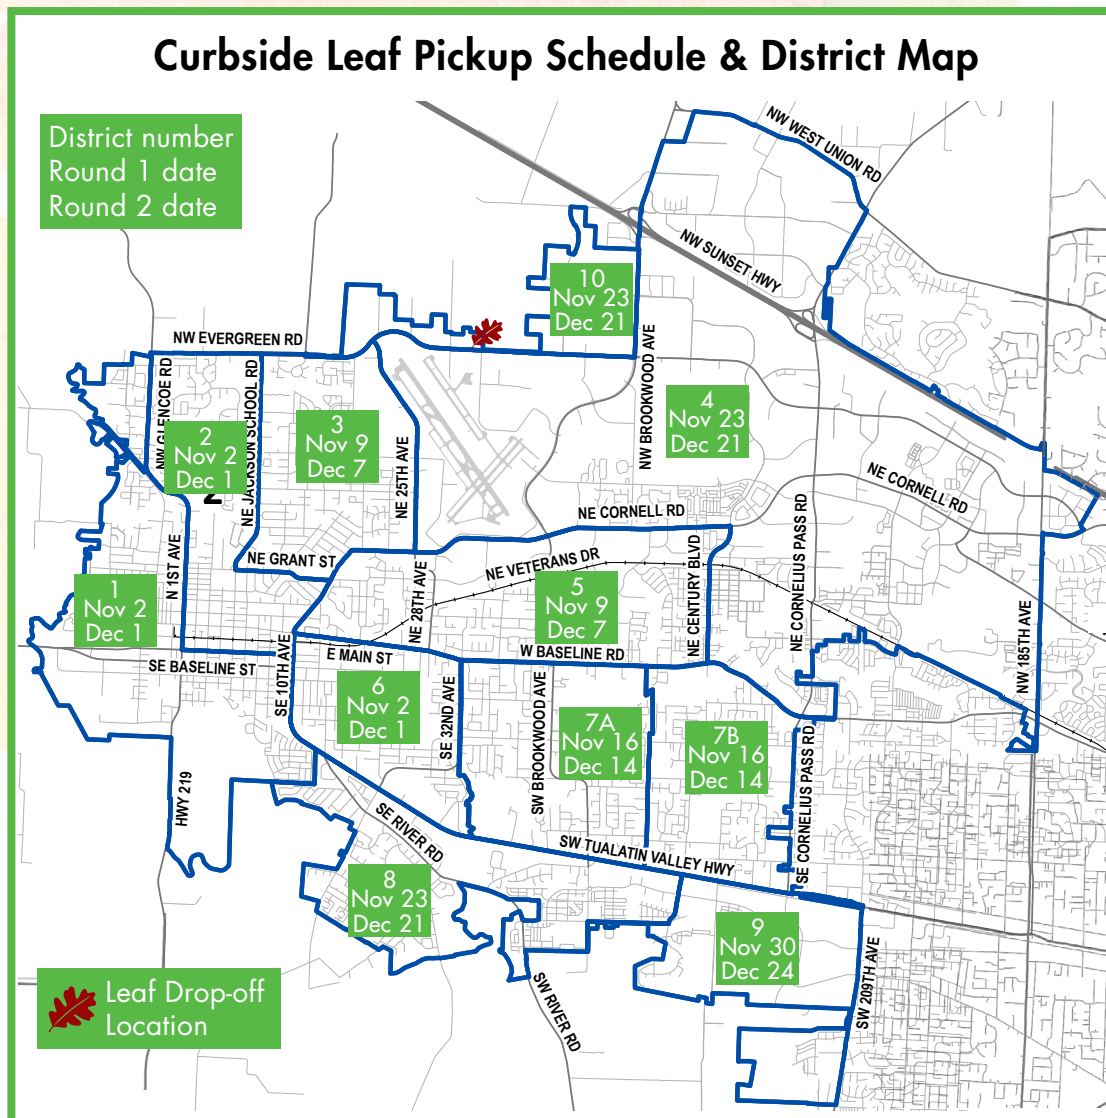 Curbside Leaf Pickup Schedule & District Map
District number
Round 1 date
Round 2 date
NW WEST UNION RD
NW SUNSET HWY
10
Nov 23
Dec 21
NW EVERGREEN RD
NW BROOKWOOD AVE
NW GLENCOE RD
NE JACKSON SCHOOL RD
2
Nov 2
Dec 1
2
3
Nov 9
Dec 7
NE 25TH AVE
4
Nov 23
Dec 21
NE CORNELL RD
NE CORNELL RD
NE CORNELIUS PASS RD
NE GRANT ST
NE VETERANS DR
NE 28TH AVE
NE CENTURY BLVD
N 1ST AVE
1
Nov 2
Dec 1
5
Nov 9
Dec 7
NW 185TH AVE
SE BASELINE ST
SE 10TH AVE
E MAIN ST
W BASELINE RD
6
Nov 2
Dec 1
SE 32ND AVE
SW BROOKWOOD AVE
7A
Nov 16
Dec 14
7B
Nov 16
Dec 14
SE CORNELIUS PASS RD
HWY 219
SE RIVER RD
SW TUALATIN VALLEY HWY
8
Nov 23
Dec 21
9
Nov 30
Dec 24
SW 209TH AVE
SW RIVER RD
Leaf Drop-off
Location